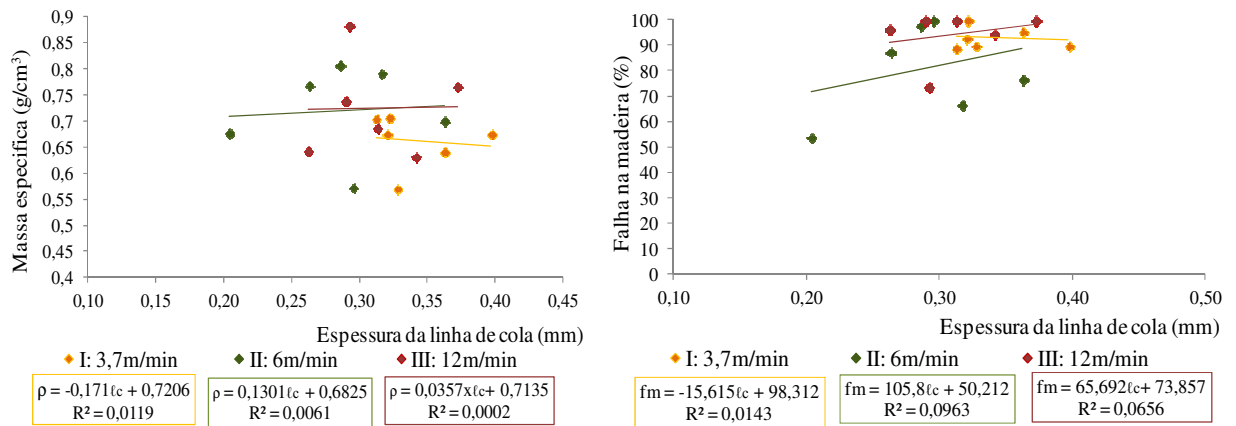 Massa específica (g/cm³)
0,9
0,85
0,8
0,75
0,7
0,65
0,6
0,55
0,5
0,45
0,4
0,10 0,15 0,20 0,25 0,30 0,35 0,40 0,45
Espessura da linha de cola (mm)
I: 3,7m/min II: 6m/min III: 12m/min
ρ = -0,171ℓc + 0,7206
R² = 0,0119
ρ = 0,1301ℓc + 0,6825
R² = 0,0061
ρ = 0,0357xℓc + 0,7135
R² = 0,0002
Falha na madeira (%)
100
90
80
70
60
50
40
30
20
10
0
0,10 0,20 0,30 0,40 0,50
Espessura da linha de cola (mm)
I: 3,7m/min II: 6m/min III: 12m/min
fm = -15,615ℓc + 98,312
R² = 0,0143
fm = 105,8ℓc + 50,212
R² = 0,0963
fm = 65,692ℓc + 73,857
R² = 0,0656